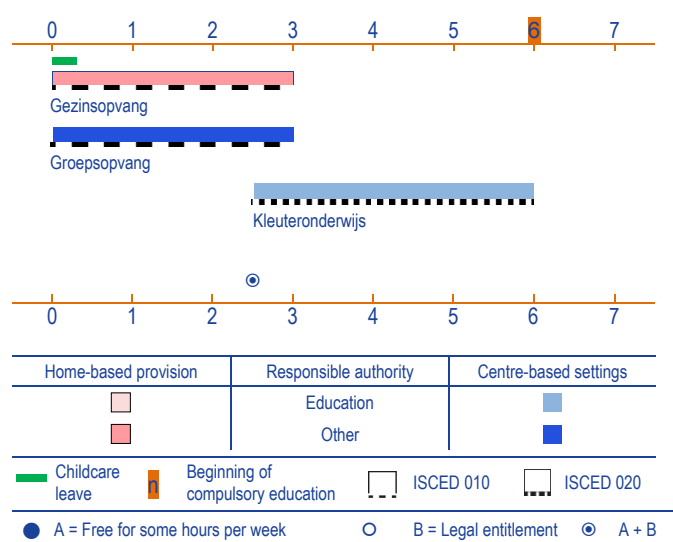 0 1 2 3 4 5 6 7
Gezinsopvang
Groepsopvang
Kleuteronderwijs
0 1 2 3 4 5 6 7
Home-based provision Responsible authority Centre-based settings
Education
Other
Childcare leave
n Beginning of compulsory education
ISCED 010
ISCED 020
A = Free for some hours per week B = Legal entitlement A + B